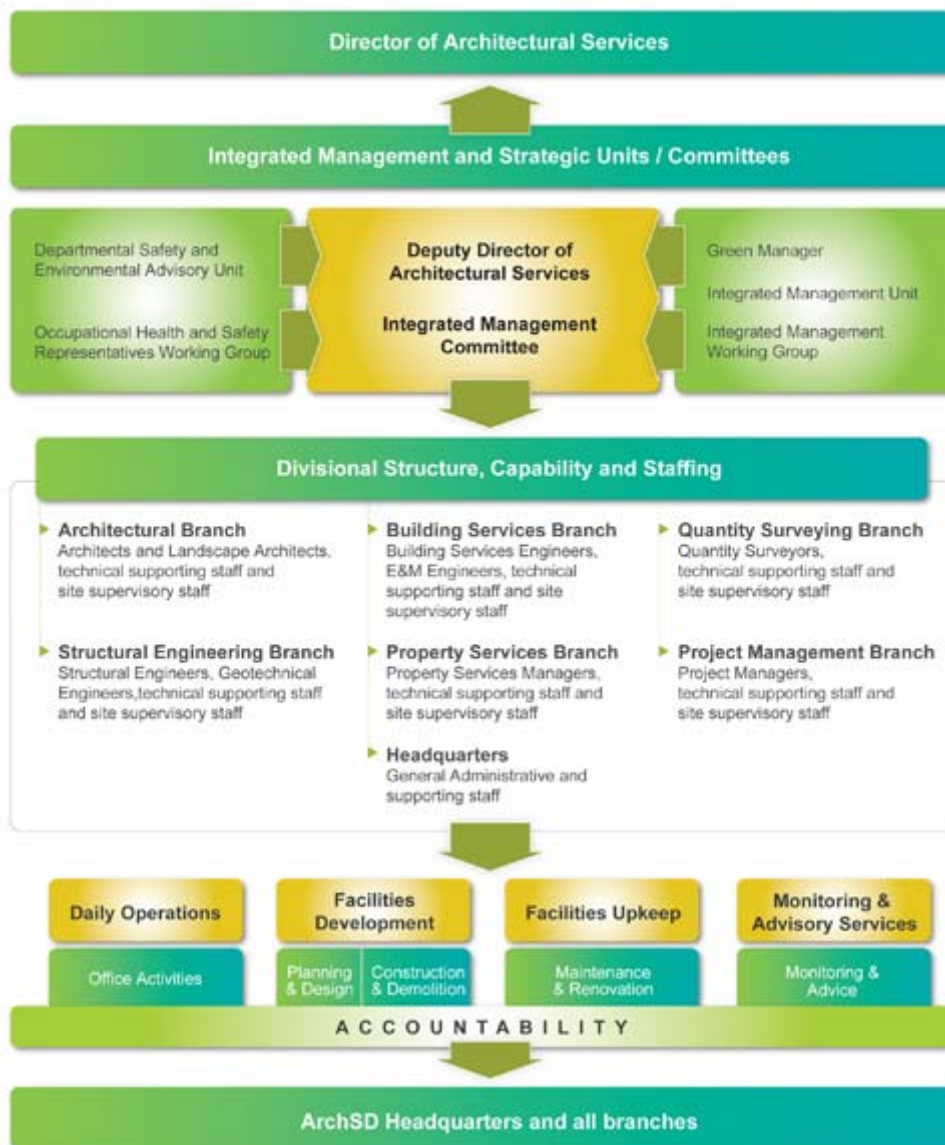 Director of Architectural Services
Integrated Management and Strategic Units / Committees
Departmental Safety and
Environmental Advisory Unit
Occupational Health and Safety
Representatives Working Group
Deputy Director of
Architectural Services
Integrated Management
Committee
Green Manager
Integrated Management Unit
Integrated Management
Working Group
Divisional Structure, Capability and Staffing
Architectural Branch
Architects and Landscape Architects,
technical supporting staff and
site supervisory staff
Building Services Branch
Building Services Engineers,
E&M Engineers, technical
supporting staff and site
supervisory staff
Quantity Surveying Branch
Quantity Surveyors,
technical supporting staff and
site supervisory staff
Structural Engineering Branch
Structural Engineers, Geotechnical
Engineers,technical supporting staff
and site supervisory staff
Property Services Branch
Property Services Managers,
technical supporting staff and
site supervisory staff
Project Management Branch
Project Managers,
technical supporting staff and
site supervisory staff
Headquarters
General Administrative and
supporting staff
Daily Operations
Office Activities
Facilities
Development
Planning
& Design
Construction
& Demolition
Facilities Upkeep
Maintenance
& Renovation
Monitoring &
Advisory Services
Monitoring &
Advice
ACCOUNTABILITY
ArchSD Headquarters and all branches